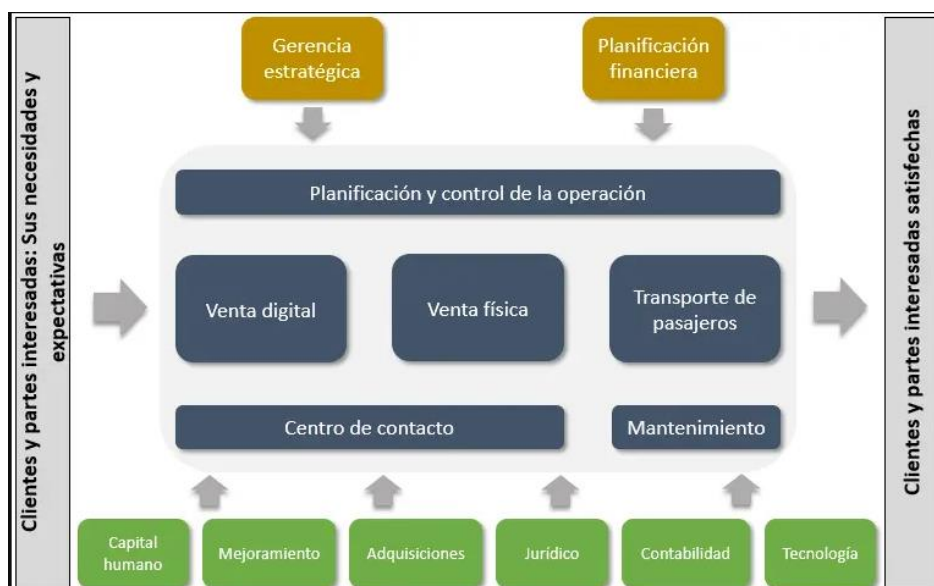 Clientes y partes interesadas: Sus necesidades y
expectativas
Gerencia
estratégica
Planificación
financiera
Planificación y control de la operación
Venta digital
Venta física
Transporte de
pasajeros
Centro de contacto
Mantenimiento
Capital
humano
Mejoramiento
Adquisiciones
Jurídico
Contabilidad
Tecnología
Clientes y partes interesadas satisfechas